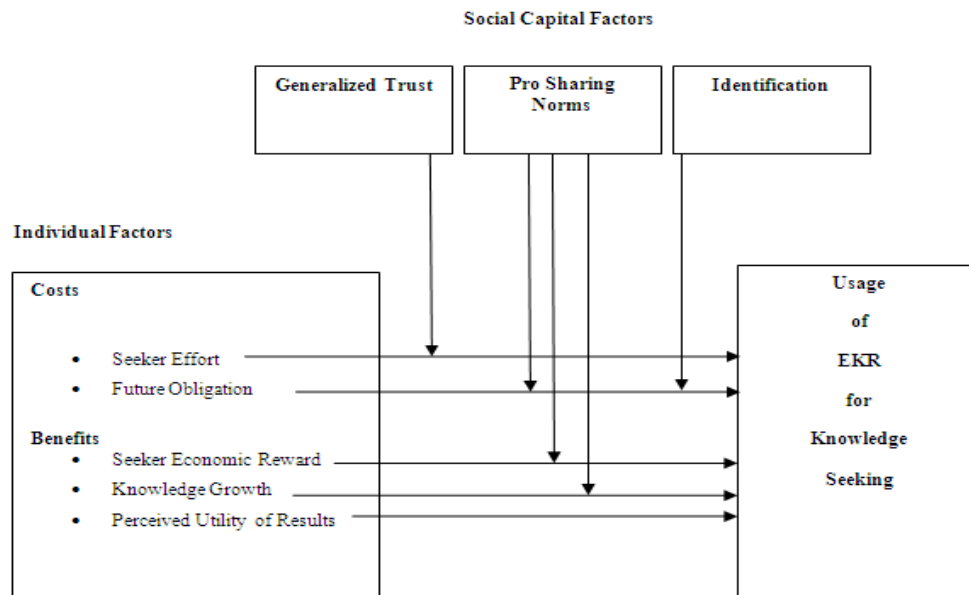 Social Capital Factors
Generalized Trust
Pro Sharing
Norms
Identification
Individual Factors
Costs
• Seeker Effort
• Future Obligation
Benefits
• Seeker Economic Reward
• Knowledge Growth
• Perceived Utility of Results
Usage
of
EKR
for
Knowledge
Seeking